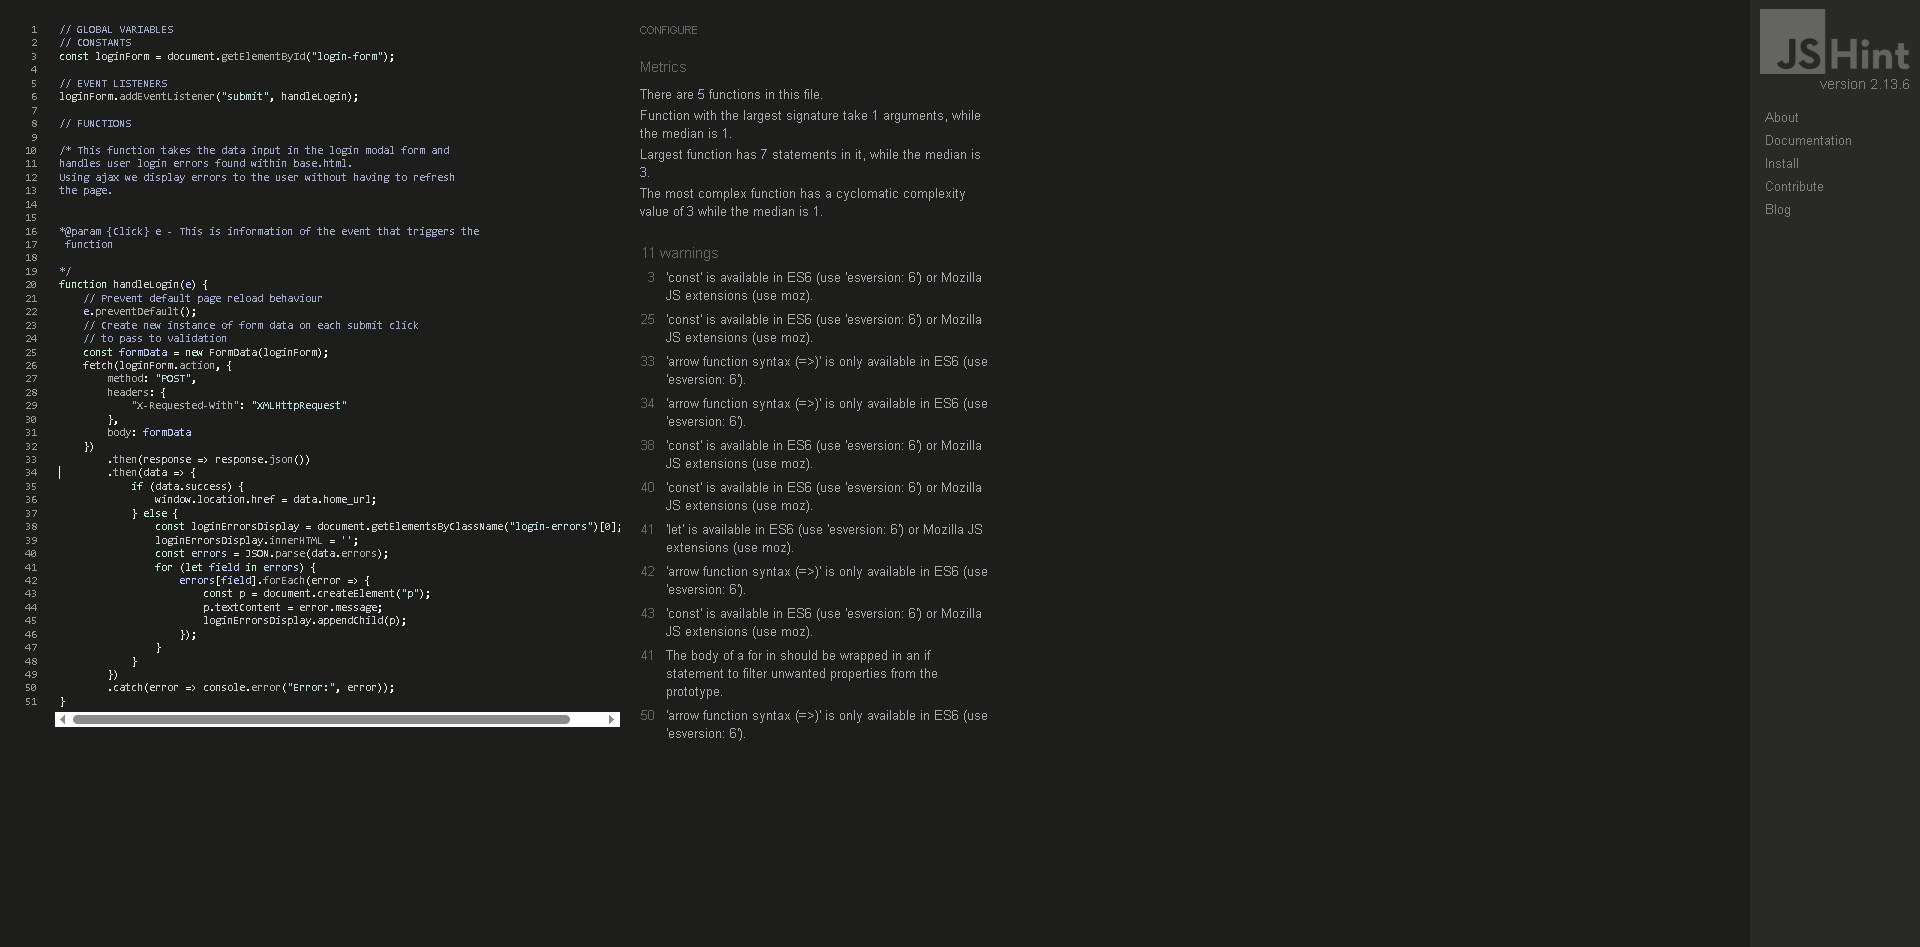 1 // GLOBAL VARIABLES
2 // CONSTANTS
3 const loginForm = document.getElementById("login-form");
4
5 // EVENT LISTENERS
6 loginForm.addEventListener("submit", handleLogin);
7
8 // FUNCTIONS
9
10 /* This function takes the data input in the login modal form and
11 handles user login errors found within base.html.
12 Using ajax we display errors to the user without having to refresh
13 the page.
14
15
16 *@param {Click} e - This is information of the event that triggers the
17 function
18
19 */
20 function handleLogin(e) {
21 // Prevent default page reload behaviour
22 e.preventDefault();
23 // Create new instance of form data on each submit click
24 // to pass to validation
25 const formData = new FormData(loginForm);
26 fetch(loginForm.action, {
27 method: "POST",
28 headers: {
29 "X-Requested-With": "XMLHttpRequest"
30 },
31 body: formData
32 })
33 .then(response => response.json())
34 .then(data => {
35 if (data.success) {
36 window.location.href = data.home_url;
37 } else {
38 const loginErrorsDisplay = document.getElementsByClassName("login-errors")[0];
39 loginErrorsDisplay.innerHTML = '';
40 const errors = JSON.parse(data.errors);
41 for (let field in errors) {
42 errors[field].forEach(error => {
43 const p = document.createElement("p");
44 p.textContent = error.message;
45 loginErrorsDisplay.appendChild(p);
46 });
47 }
48 }
49 })
50 .catch(error => console.error("Error:", error));
51 }
CONFIGURE
Metrics
There are 5 functions in this file.
Function with the largest signature take 1 arguments, while
the median is 1.
Largest function has 7 statements in it, while the median is
3.
The most complex function has a cyclomatic complexity
value of 3 while the median is 1.
11 warnings
3 'const' is available in ES6 (use 'esversion: 6') or Mozilla
JS extensions (use moz).
25 'const' is available in ES6 (use 'esversion: 6') or Mozilla
JS extensions (use moz).
33 'arrow function syntax (=>)' is only available in ES6 (use
'esversion: 6').
34 'arrow function syntax (=>)' is only available in ES6 (use
'esversion: 6').
38 'const' is available in ES6 (use 'esversion: 6') or Mozilla
JS extensions (use moz).
40 'const' is available in ES6 (use 'esversion: 6') or Mozilla
JS extensions (use moz).
41 'let' is available in ES6 (use 'esversion: 6') or Mozilla JS
extensions (use moz).
42 'arrow function syntax (=>)' is only available in ES6 (use
'esversion: 6').
43 'const' is available in ES6 (use 'esversion: 6') or Mozilla
JS extensions (use moz).
41 The body of a for in should be wrapped in an if
statement to filter unwanted properties from the
prototype.
50 'arrow function syntax (=>)' is only available in ES6 (use
'esversion: 6').
JSHint
version 2.13.6
About
Documentation
Install
Contribute
Blog